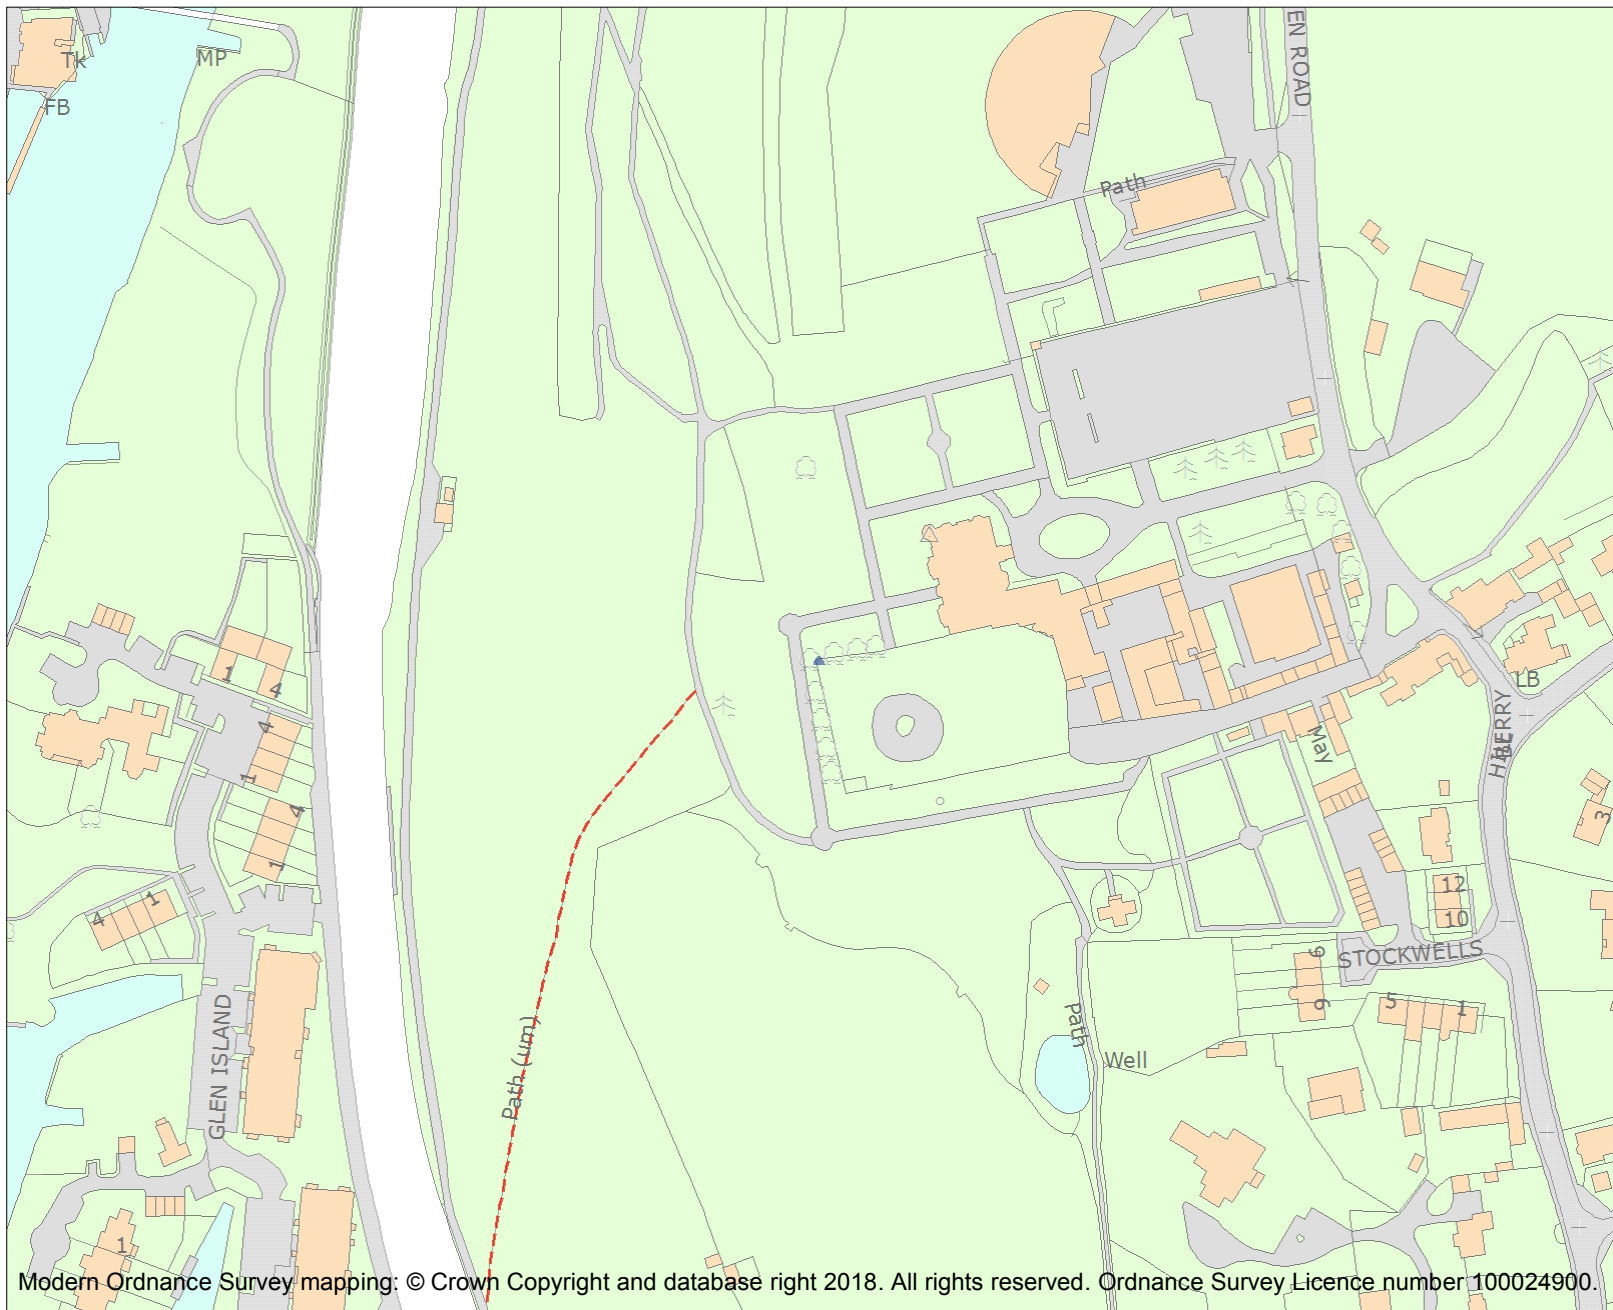 EN ROAD
Tk
MP
FB
Path
1
4
LB
HIBERRY
May
4
1
4
1
3
12
10
4
1
STOCKWELLS
9
6
5
1
Path
Path (um)
Well
GLEN ISLAND
1
Modern Ordnance Survey mapping: © Crown Copyright and database right 2018. All rights reserved. Ordnance Survey Licence number 100024900.